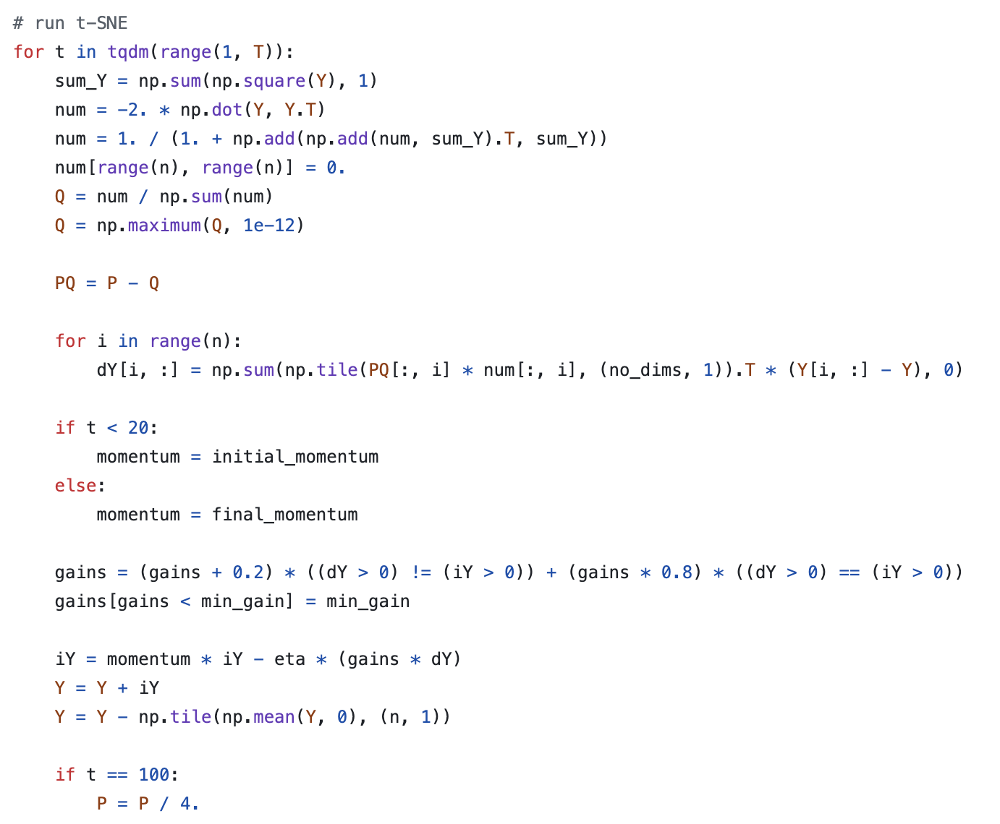 # run t-SNE
for t in tqdm(range(1, T)):
    sum_Y = np.sum(np.square(Y), 1)
    num = -2. * np.dot(Y, Y.T)
    num = 1. / (1. + np.add(np.add(num, sum_Y).T, sum_Y))
    num[range(n), range(n)] = 0.
    Q = num / np.sum(num)
    Q = np.maximum(Q, 1e-12)

    PQ = P - Q

    for i in range(n):
        dY[i, :] = np.sum(np.tile(PQ[:, i] * num[:, i], (no_dims, 1)).T * (Y[i, :] - Y), 0)

    if t < 20:
        momentum = initial_momentum
    else:
        momentum = final_momentum

    gains = (gains + 0.2) * ((dY > 0) != (iY > 0)) + (gains * 0.8) * ((dY > 0) == (iY > 0))
    gains[gains < min_gain] = min_gain

    iY = momentum * iY - eta * (gains * dY)
    Y = Y + iY
    Y = Y - np.tile(np.mean(Y, 0), (n, 1))

    if t == 100:
        P = P / 4.